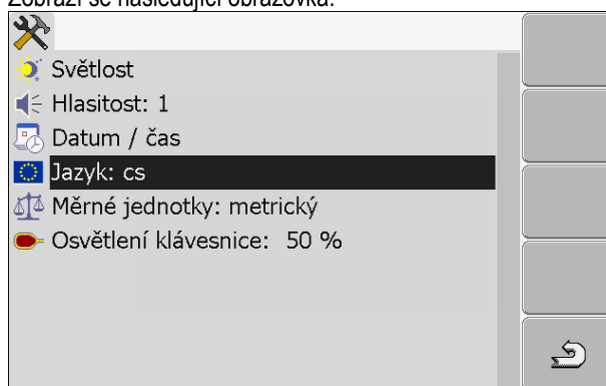 Zobrazí se následující obrazovka:
Světlost
Hlasitost: 1
Datum / čas
Jazyk: cs
Měrné jednotky: metrický
Osvětlení klávesnice: 50 %